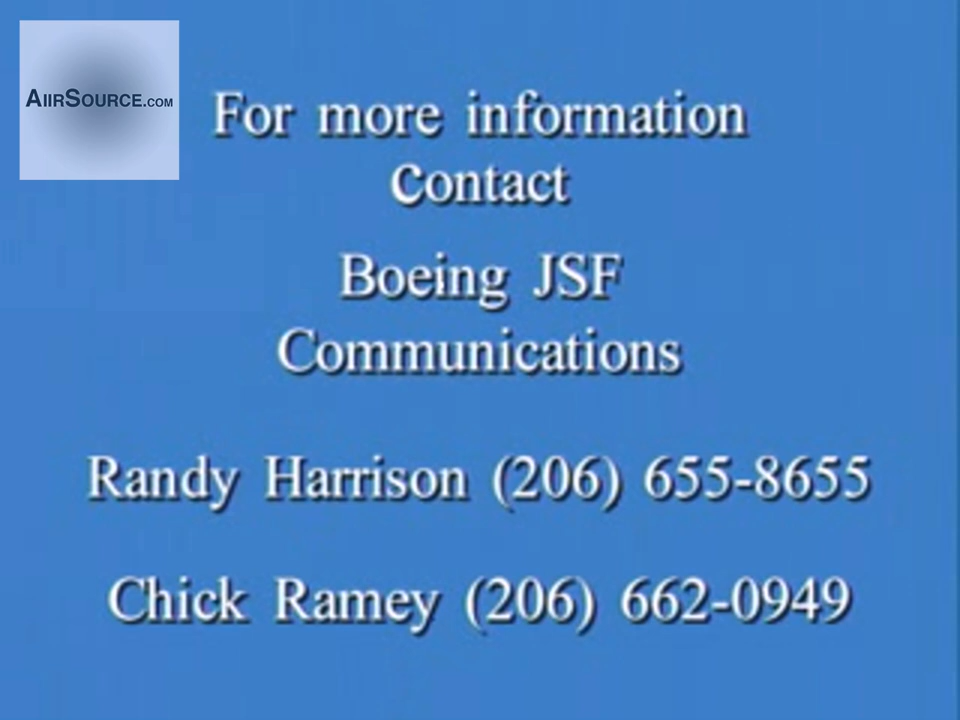 AIIRSOURCE.COM
For more information
contact
Boeing JSF
Communications
Randy Harrison (206) 655-8655
Chick Ramey (206) 662-0949